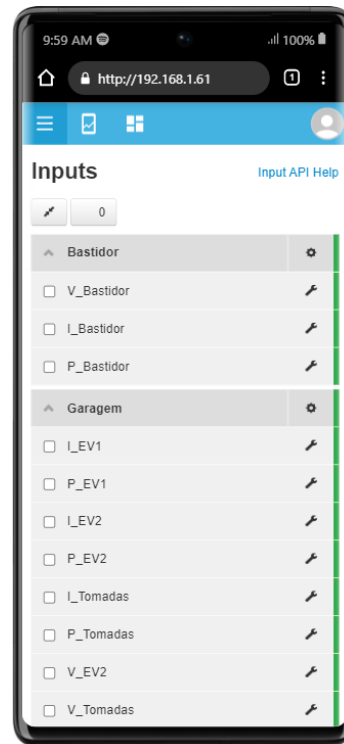 9:59 AM 100%
http://192.168.1.61 1
Inputs Input API Help
0
Bastidor
V_Bastidor
I_Bastidor
P_Bastidor
Garagem
I_EV1
P_EV1
I_EV2
P_EV2
I_Tomadas
P_Tomadas
V_EV2
V_Tomadas